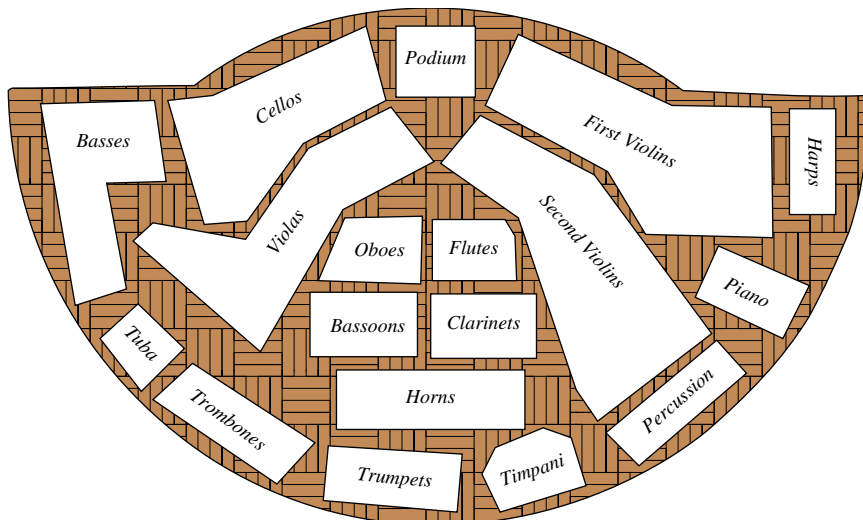 Podium
Cellos
First Violins
Basses
Harps
Violas
Second Violins
Oboes
Flutes
Piano
Bassoons
Clarinets
Tuba
Horns
Percussion
Trombones
Trumpets
Timpani